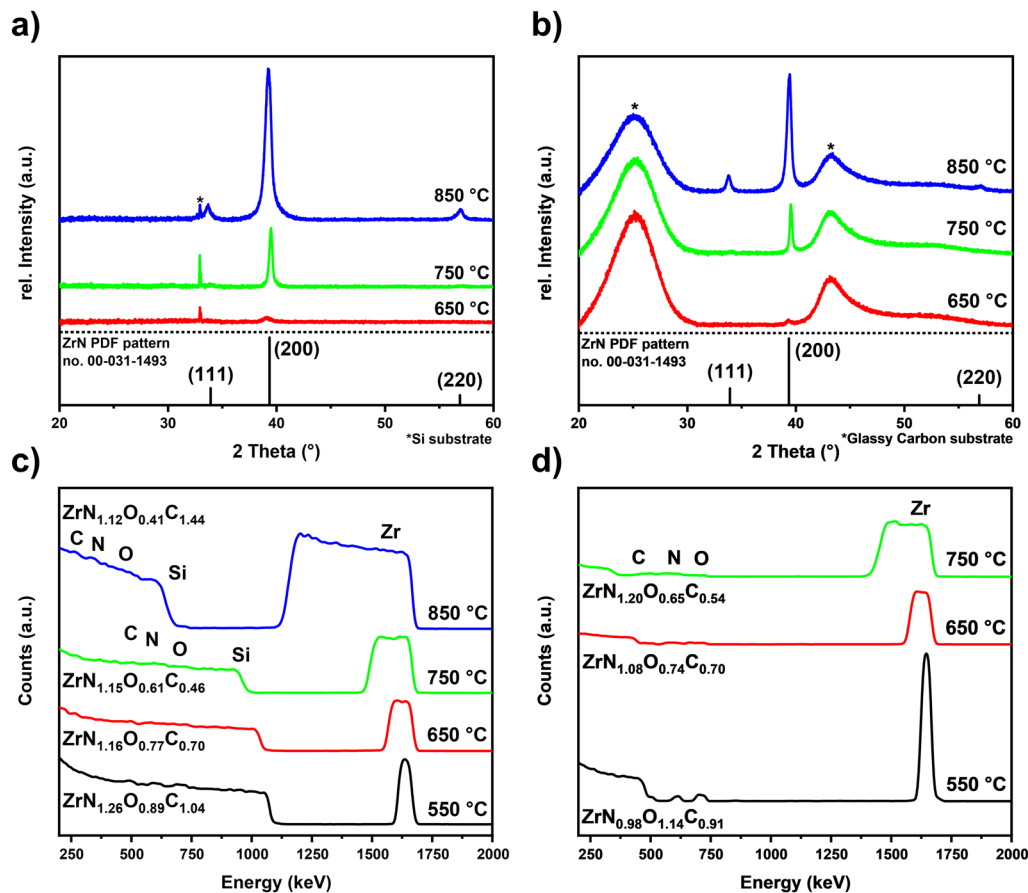 a)
rel. Intensity (a.u.)
*
850 °C
750 °C
650 °C
ZrN PDF pattern
no. 00-031-1493
(111)
(200)
(220)
20 30 40 50 60
*Si substrate
2 Theta (°)
b)
rel. Intensity (a.u.)
*
*
850 °C
750 °C
650 °C
ZrN PDF pattern
no. 00-031-1493
(111)
(200)
(220)
20 30 40 50 60
*Glassy Carbon substrate
2 Theta (°)
c)
Counts (a.u.)
ZrN1.12O0.41C1.44
C N O Si Zr
850 °C
C N O Si
750 °C
ZrN1.15O0.61C0.46
650 °C
ZrN1.16O0.77C0.70
550 °C
ZrN1.26O0.89C1.04
250 500 750 1000 1250 1500 1750 2000
Energy (keV)
d)
Counts (a.u.)
Zr
C N O
750 °C
ZrN1.20O0.65C0.54
650 °C
ZrN1.08O0.74C0.70
550 °C
ZrN0.98O1.14C0.91
250 500 750 1000 1250 1500 1750 2000
Energy (keV)